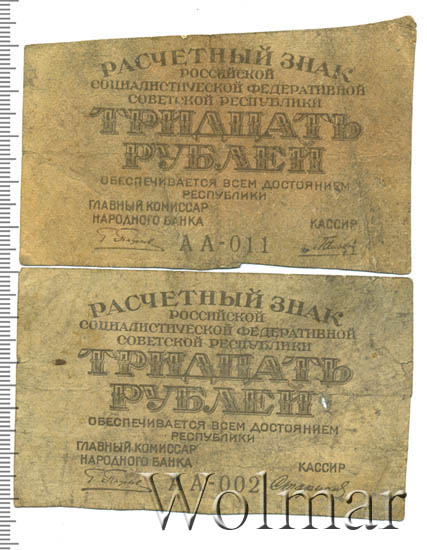 РАСЧЕТНЫЙ ЗНАК
РОССИЙСКОЙ
СОЦИАЛИСТИЧЕСКОЙ ФЕДЕРАТИВНОЙ
СОВЕТСКОЙ РЕСПУБЛИКИ
ТРИДЦАТЬ
РУБЛЕЙ
ОБЕСПЕЧИВАЕТСЯ ВСЕМ ДОСТОЯНИЕМ
РЕСПУБЛИКИ
ГЛАВНЫЙ КОМИССАР
НАРОДНОГО БАНКА
КАССИР
АА-011
РАСЧЕТНЫЙ ЗНАК
РОССИЙСКОЙ
СОЦИАЛИСТИЧЕСКОЙ ФЕДЕРАТИВНОЙ
СОВЕТСКОЙ РЕСПУБЛИКИ
ТРИДЦАТЬ
РУБЛЕЙ
ОБЕСПЕЧИВАЕТСЯ ВСЕМ ДОСТОЯНИЕМ
РЕСПУБЛИКИ
ГЛАВНЫЙ КОМИССАР
НАРОДНОГО БАНКА
КАССИР
АА-002
Wolmar